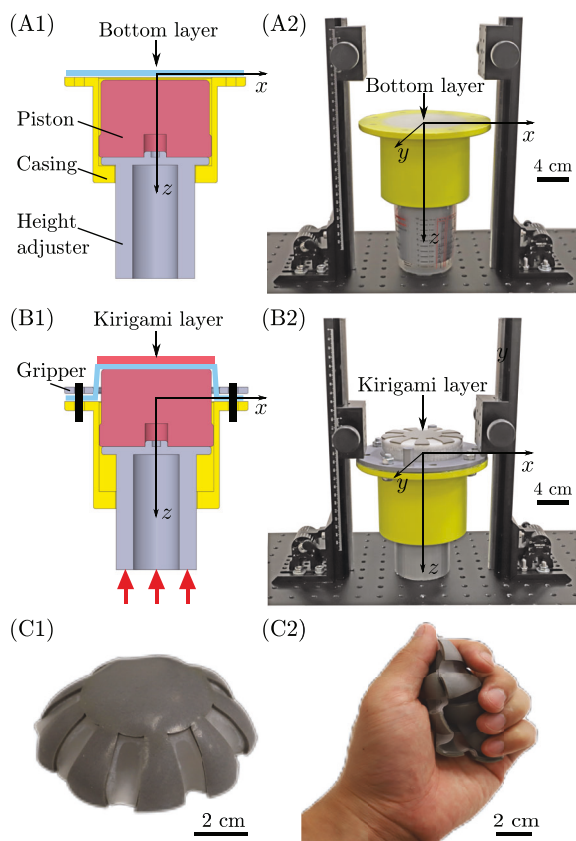 (A1)
Bottom layer
x
Piston
Casing
z
Height
adjuster
(A2)
Bottom layer
x
y
4 cm
z
(B1)
Kirigami layer
Gripper
x
z
(B2)
y
Kirigami layer
x
y
4 cm
z
(C1)
2 cm
(C2)
2 cm